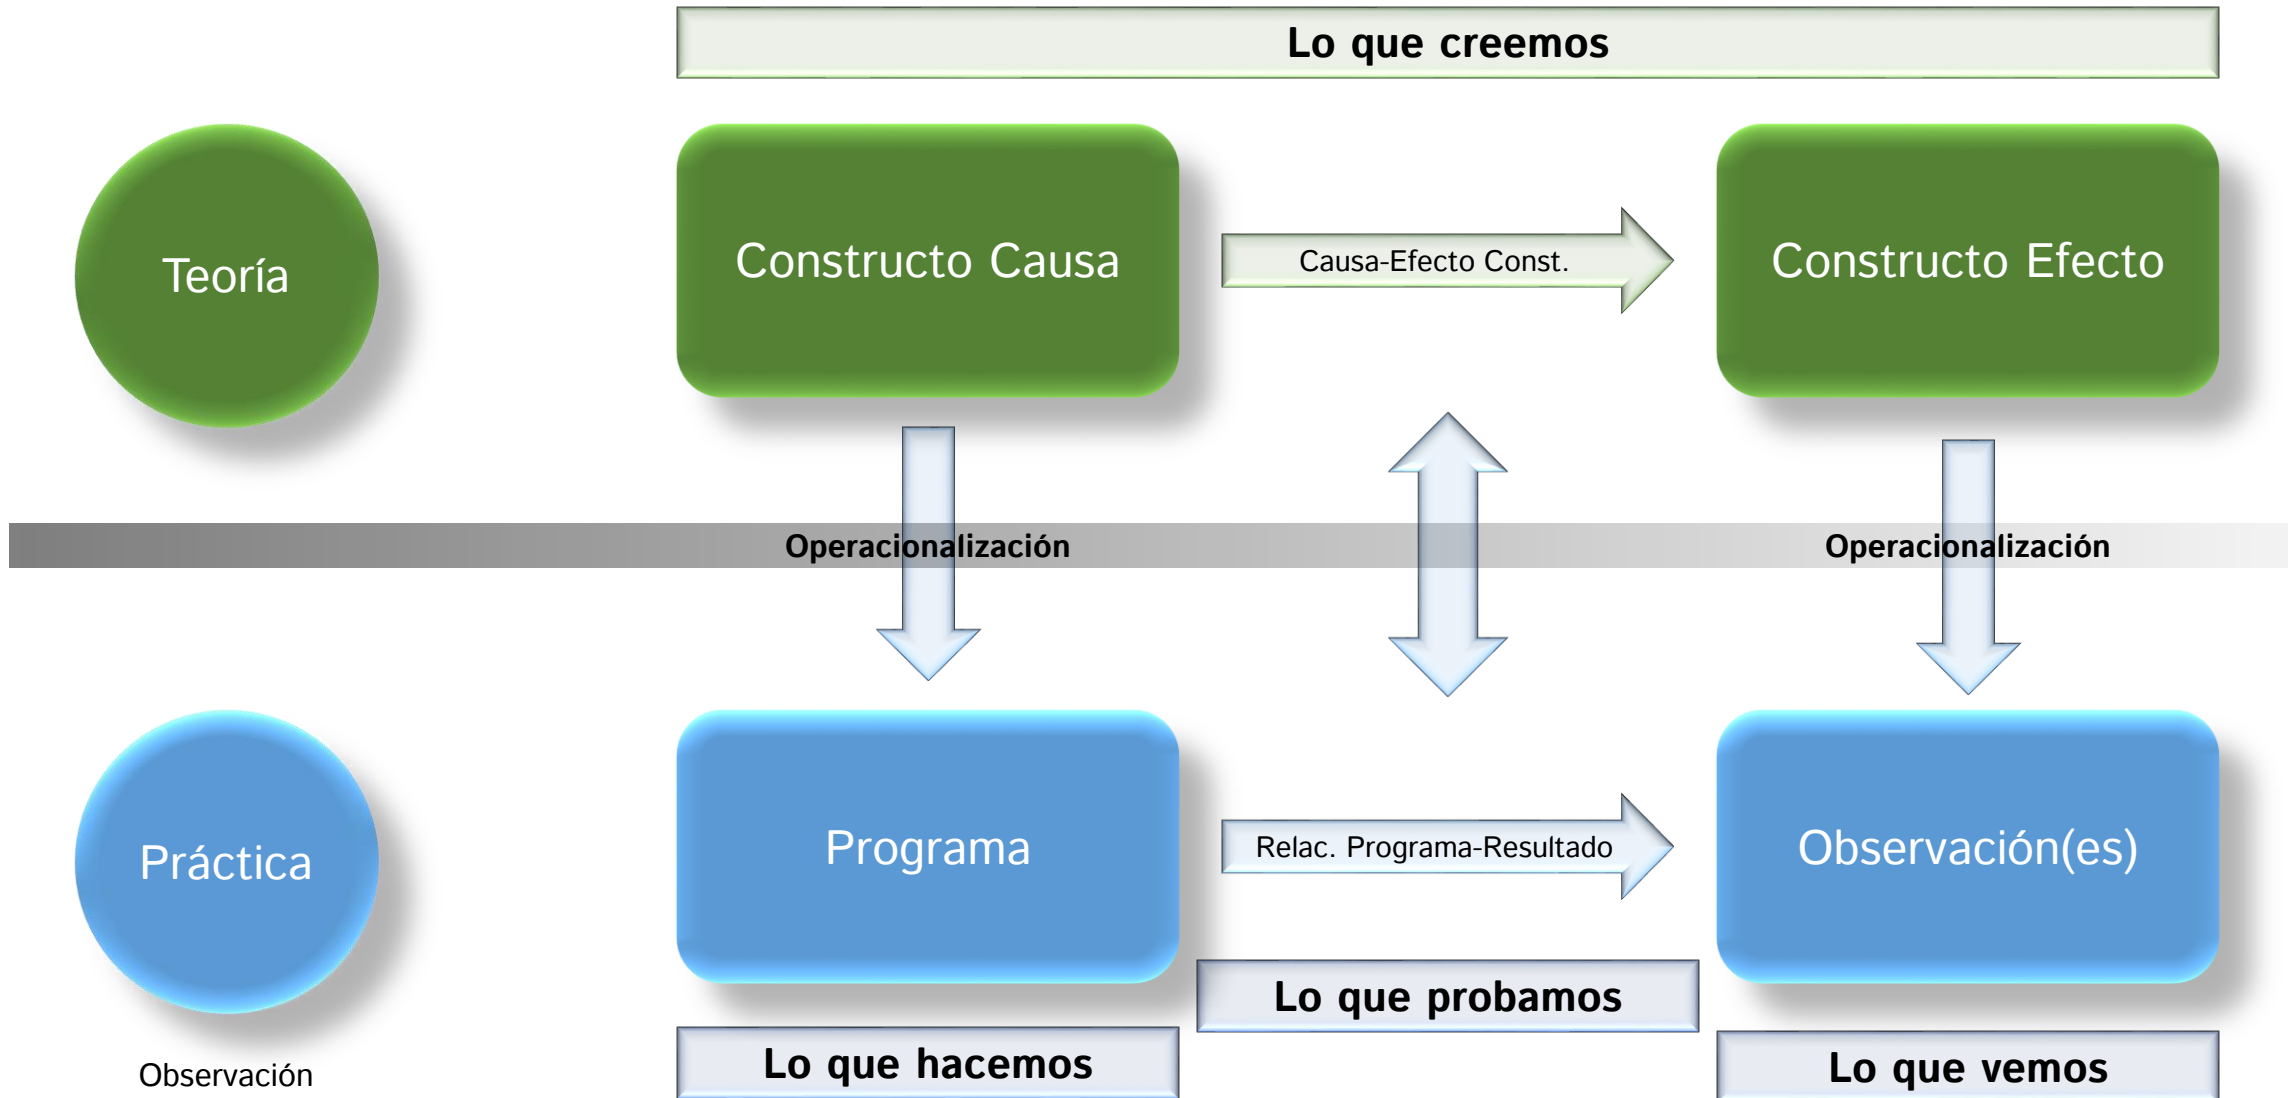 Lo que creemos
Teoría
Constructo Causa
Causa-Efecto Const.
Constructo Efecto
Operacionalización
Operacionalización
Práctica
Programa
Relac. Programa-Resultado
Observación(es)
Lo que probamos
Lo que hacemos
Lo que vemos
Observación